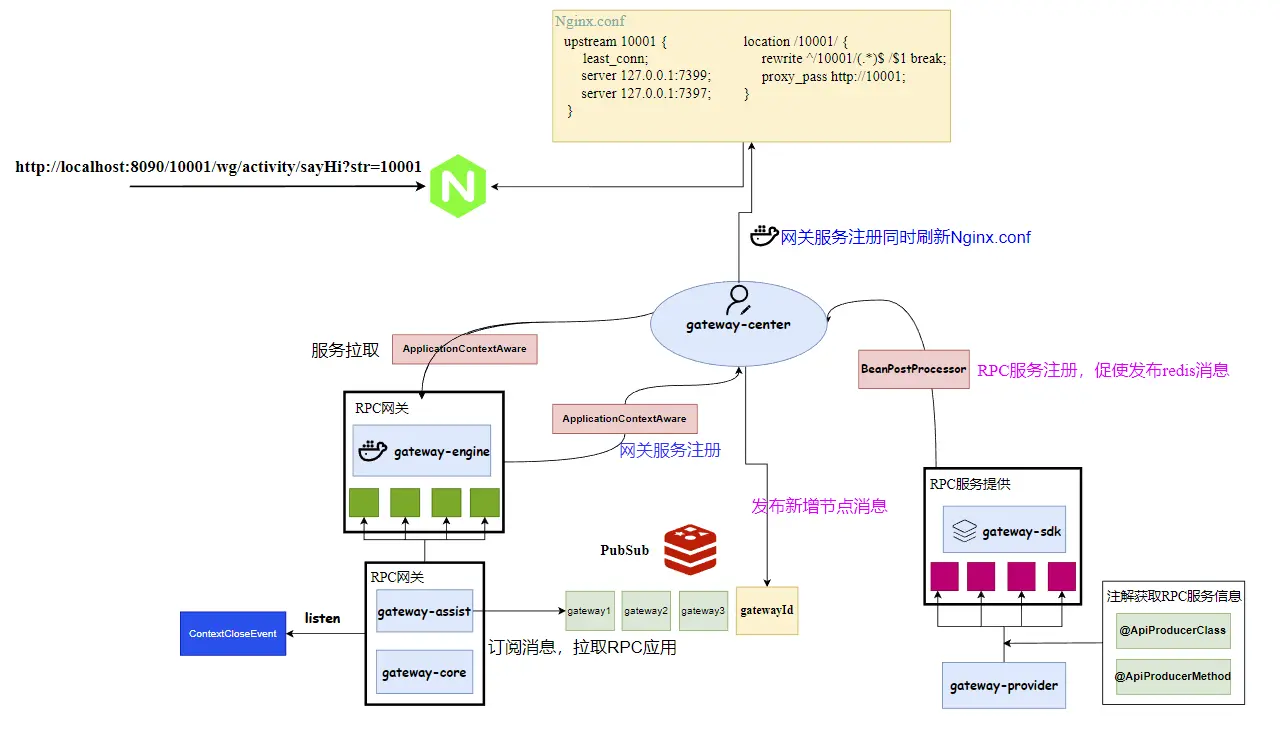 Nginx.conf
upstream 10001 {
least_conn;
server 127.0.0.1:7399;
server 127.0.0.1:7397;
}
location /10001/ {
rewrite ^/10001/(.*)$ /$1 break;
proxy_pass http://10001;
}
http://localhost:8090/10001/wg/activity/sayHi?str=10001
N
网关服务注册同时刷新Nginx.conf
gateway-center
服务拉取
ApplicationContextAware
BeanPostProcessor
RPC服务注册，促使发布redis消息
RPC网关
gateway-engine
ApplicationContextAware
网关服务注册
RPC服务提供
gateway-sdk
发布新增节点消息
PubSub
RPC网关
gateway-assist
gateway-core
listen
ContextCloseEvent
gateway1
gateway2
gateway3
gatewayId
订阅消息，拉取RPC应用
注解获取RPC服务信息
@ApiProducerClass
@ApiProducerMethod
gateway-provider